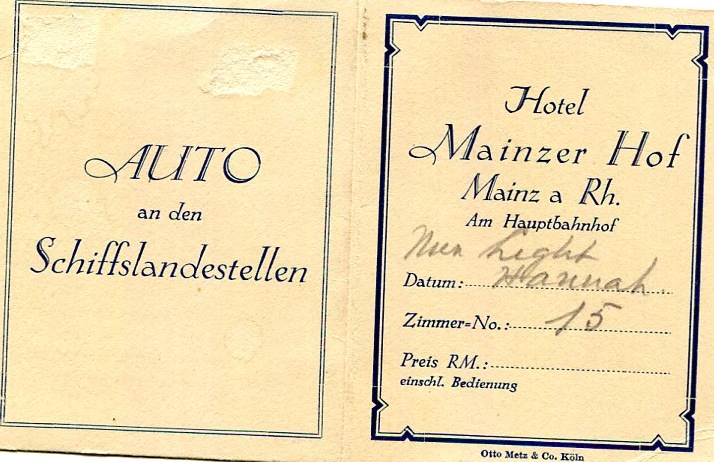 AUTO
an den
Schiffslandestellen
Hotel
Mainzer Hof
Mainz a Rh.
Am Hauptbahnhof
Light
Datum: Hannah
Zimmer=No.: 15
Preis RM.:
einschl. Bedienung
Otto Metz & Co. Köln